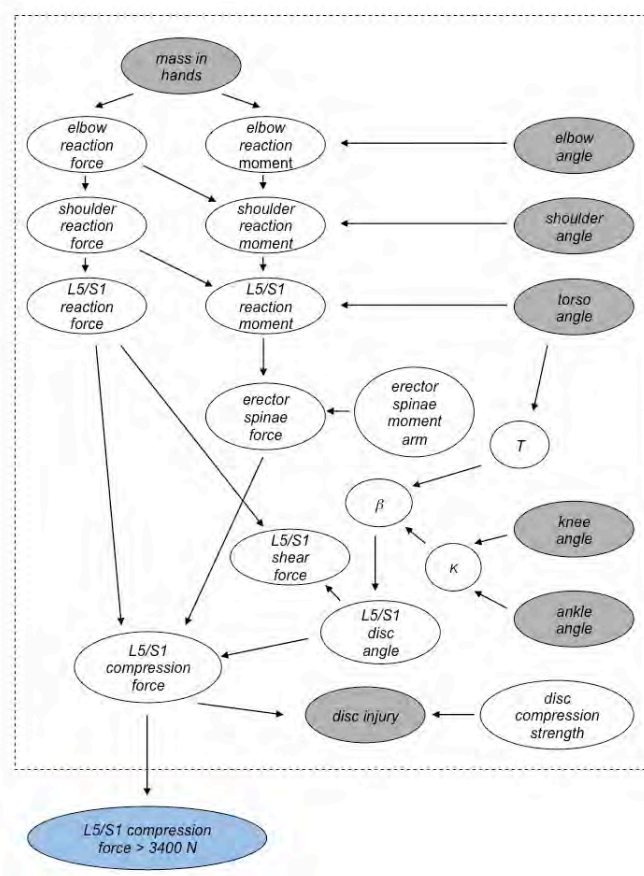 mass in
hands
elbow
reaction
force
elbow
reaction
moment
elbow
angle
shoulder
reaction
force
shoulder
reaction
moment
shoulder
angle
L5/S1
reaction
force
L5/S1
reaction
moment
torso
angle
erector
spinae
force
erector
spinae
moment
arm
T
β
L5/S1
shear
force
knee
angle
K
L5/S1
disc
angle
ankle
angle
L5/S1
compression
force
disc injury
disc
compression
strength
L5/S1 compression
force > 3400 N